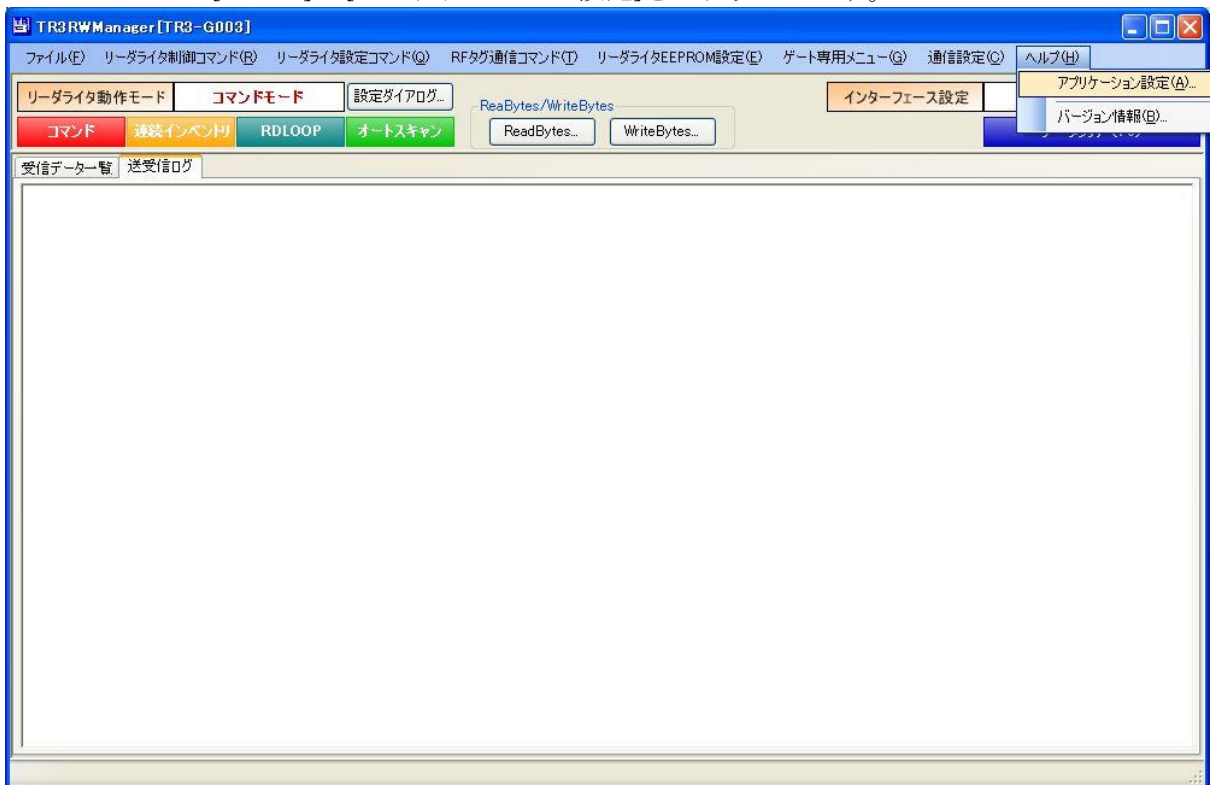 TR3RWManager[TR3-G003]
ファイル(F) リーダライタ制御コマンド(R) リーダライタ設定コマンド(Q) RFタグ通信コマンド(T) リーダライタEEPROM設定(E) ゲート専用メニュー(G) 通信設定(C) ヘルプ(H)
アプリケーション設定(A)...
バージョン情報(B)...
リーダライタ動作モード コマンドモード 設定ダイアログ... ReaBytes/WriteBytes インターフェース設定
コマンド 連続インベントリ RDLOOP オートスキャン ReadBytes... WriteBytes...
受信データ一覧 送受信ログ